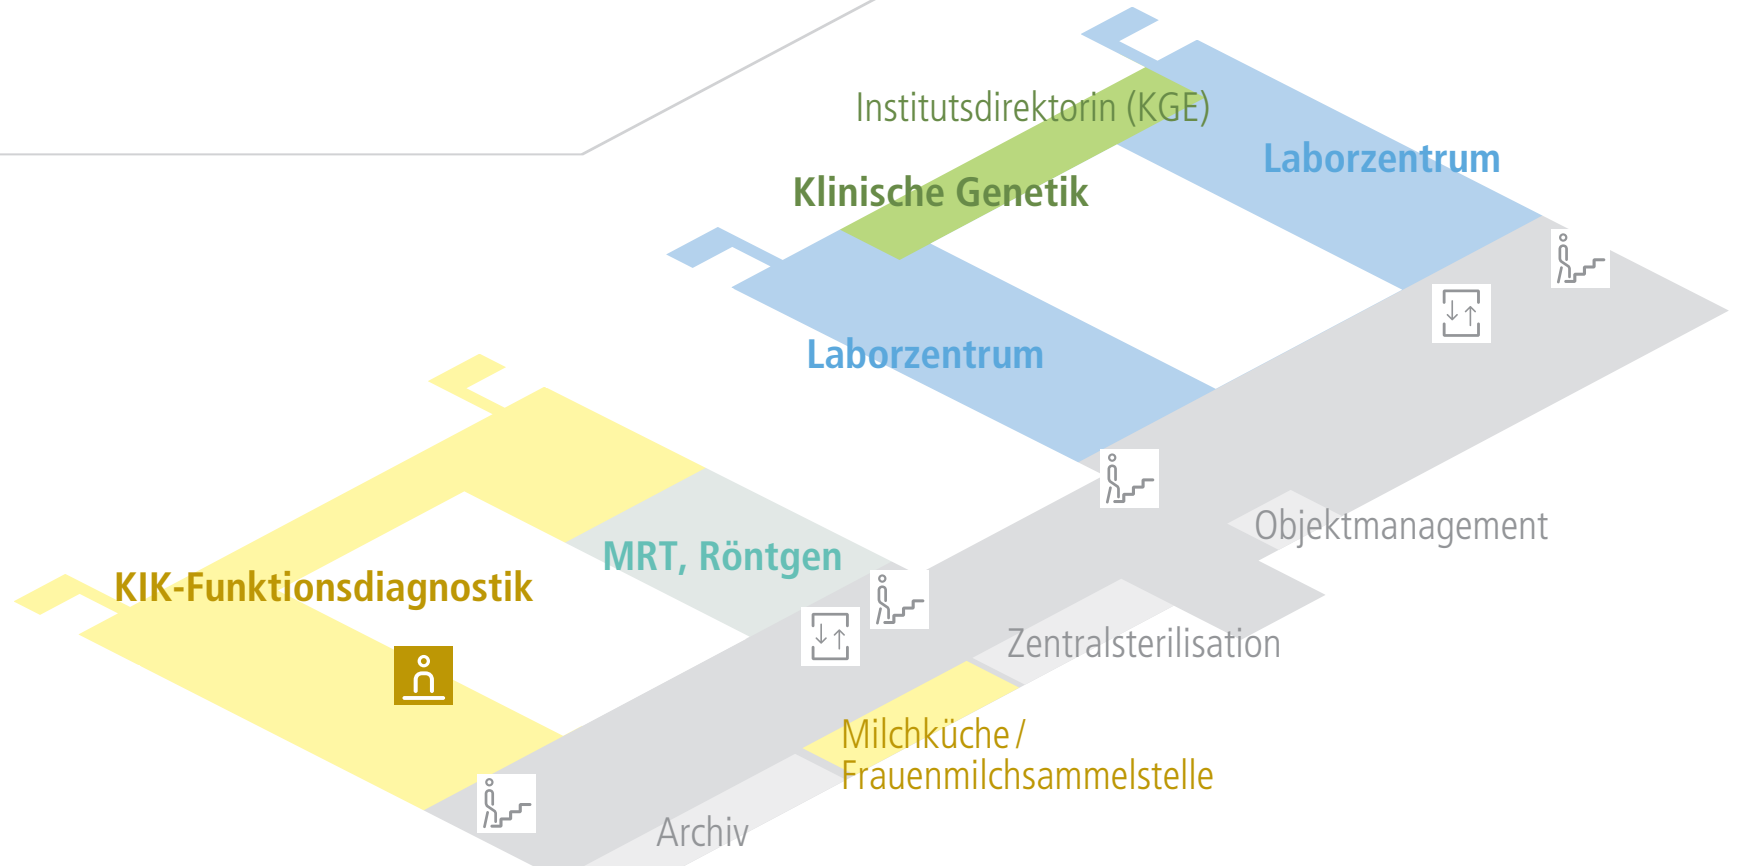 Institutsdirektorin (KGE)
Laborzentrum
Klinische Genetik
Laborzentrum
Objektmanagement
MRT, Röntgen
KIK-Funktionsdiagnostik
Zentralsterilisation
Milchküche /
Frauenmilchsammelstelle
Archiv